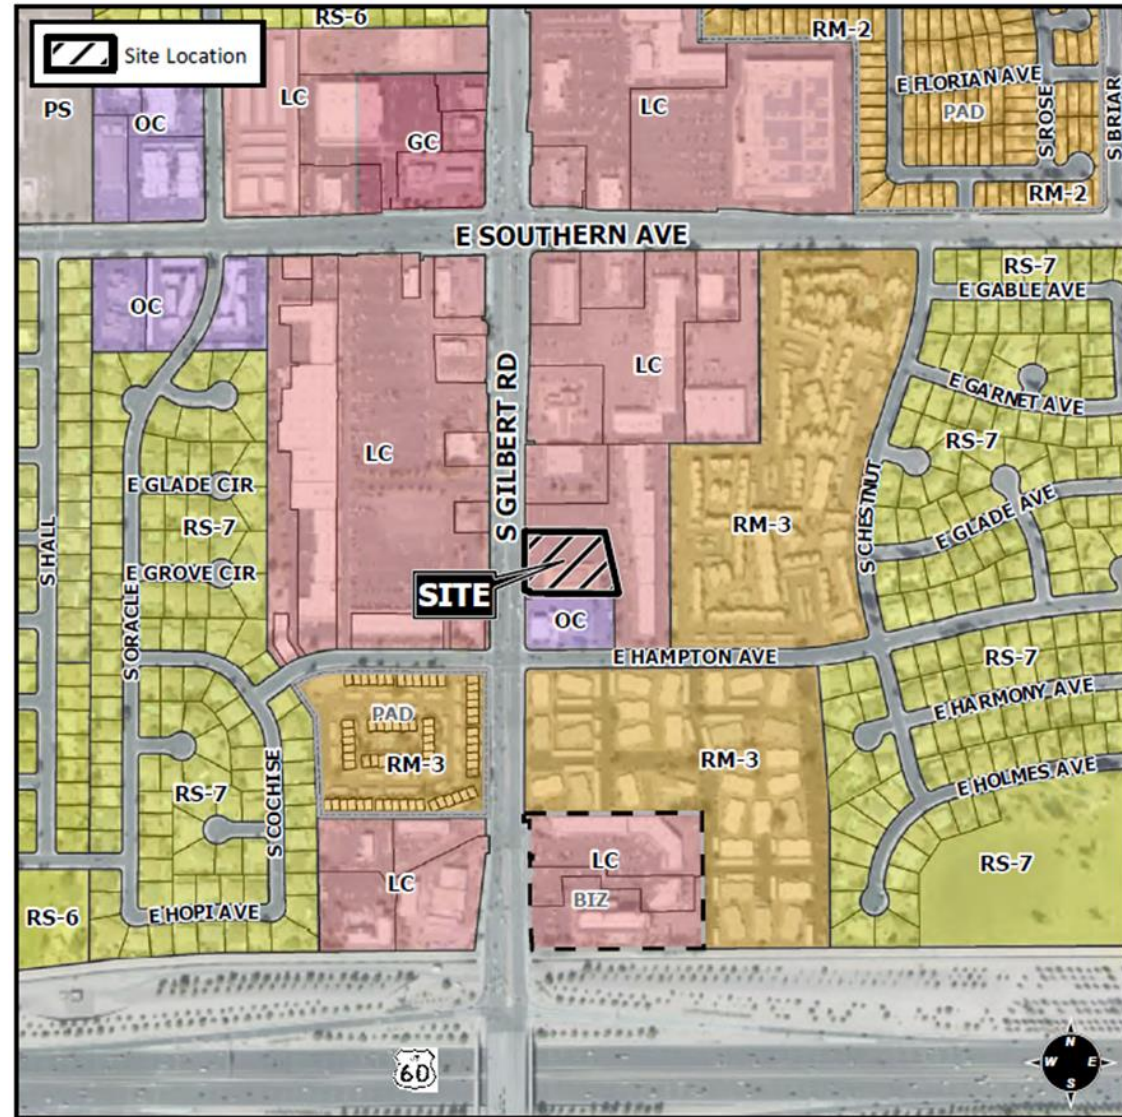 RS-6
RM-2
Site Location
E FLORIAN AVE
S ROSE
S BRIAR
PS
OC
LC
GC
LC
PAD
RM-2
E SOUTHERN AVE
RS-7
E GABLE AVE
OC
LC
LC
S GILBERT RD
E GARNET AVE
RS-7
E GLADE CIR
RS-7
S HALL
E GROVE CIR
RM-3
S CHESTNUT
E GLADE AVE
SITE
OC
S ORACLE
E HAMPTON AVE
RS-7
E HARMONY AVE
PAD
RM-3
RM-3
E HOLMES AVE
RS-7
S COCHISE
LC
LC
BIZ
RS-7
RS-6
E HOPI AVE
60
N
W E
S